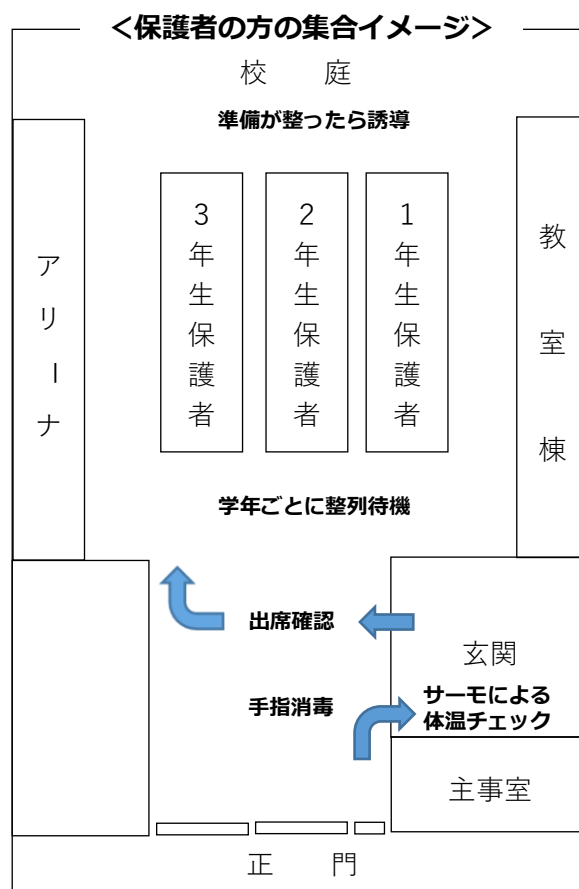 ＜保護者の方の集合イメージ＞
校　庭
準備が整ったら誘導
アリーナ
３年生保護者
２年生保護者
１年生保護者
教室棟
学年ごとに整列待機
出席確認
玄関
手指消毒
サーモによる
体温チェック
主事室
正　門